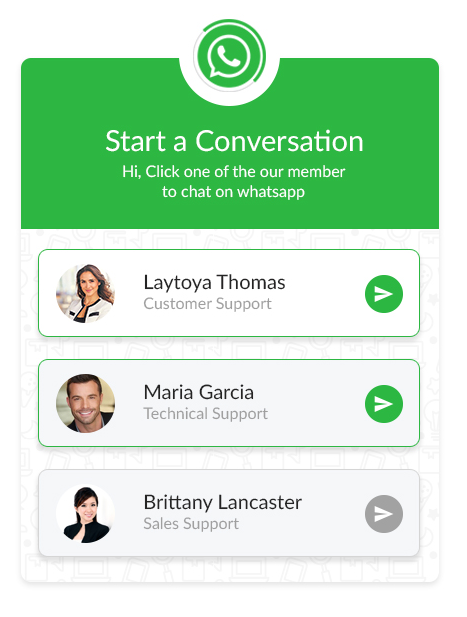 Start a Conversation
Hi, Click one of the our member
to chat on whatsapp
Laytoya Thomas
Customer Support
Maria Garcia
Technical Support
Brittany Lancaster
Sales Support